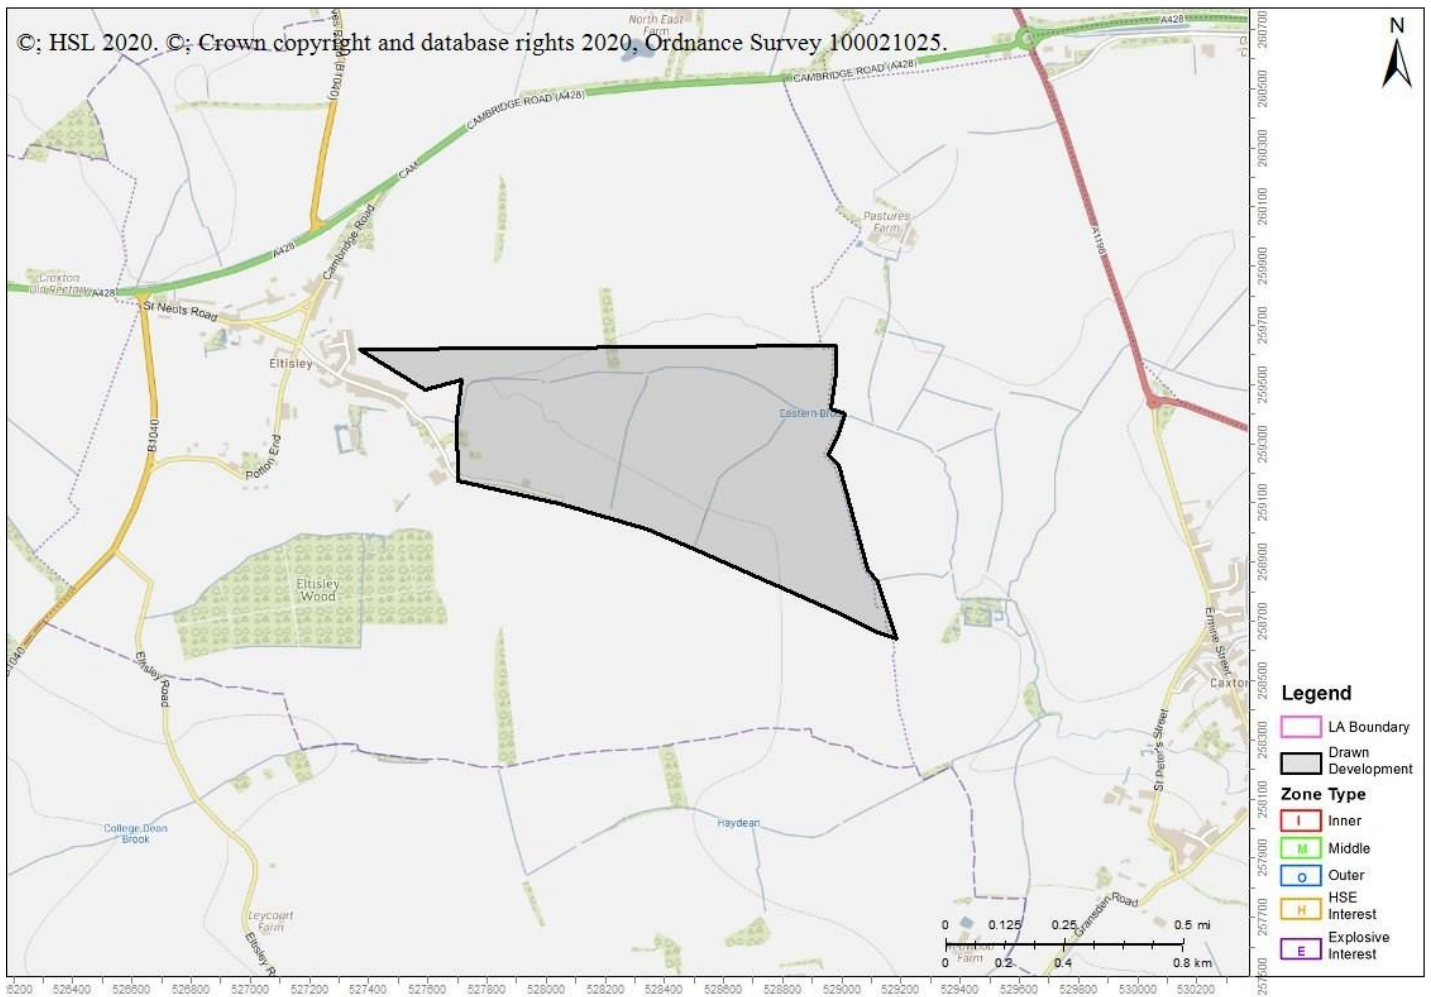 ©; HSL 2020. ©; Crown copyright and database rights 2020, Ordnance Survey 100021025.
N
North East
Farm
A428
B1040
CAMBRIDGE ROAD (A428)
CAMBRIDGE ROAD (A428)
CAM
Cambridge Road
A428
Pastures
Farm
A1198
Croxton
Old Rectory
A428
St Neots Road
Eltisley
Eastern Bro
B1040
Potton End
Eltisley
Wood
Ermine Street
Caxto
B1040
Eltisley Road
St Peter's Street
College Dean
Brook
Haydean
Gransden Road
Leycourt
Farm
Eltisley R
Farm
0 0.125 0.25 0.5 mi
0 0.2 0.4 0.8 km
Legend
LA Boundary
Drawn
Development
Zone Type
I Inner
M Middle
O Outer
H HSE
Interest
E Explosive
Interest
260700
260500
260300
260100
259900
259700
259500
259300
259100
258900
258700
258500
258300
258100
257900
257700
257500
526400 526600 526800 527000 527200 527400 527600 527800 528000 528200 528400 528600 528800 529000 529200 529400 529600 529800 530000 530200